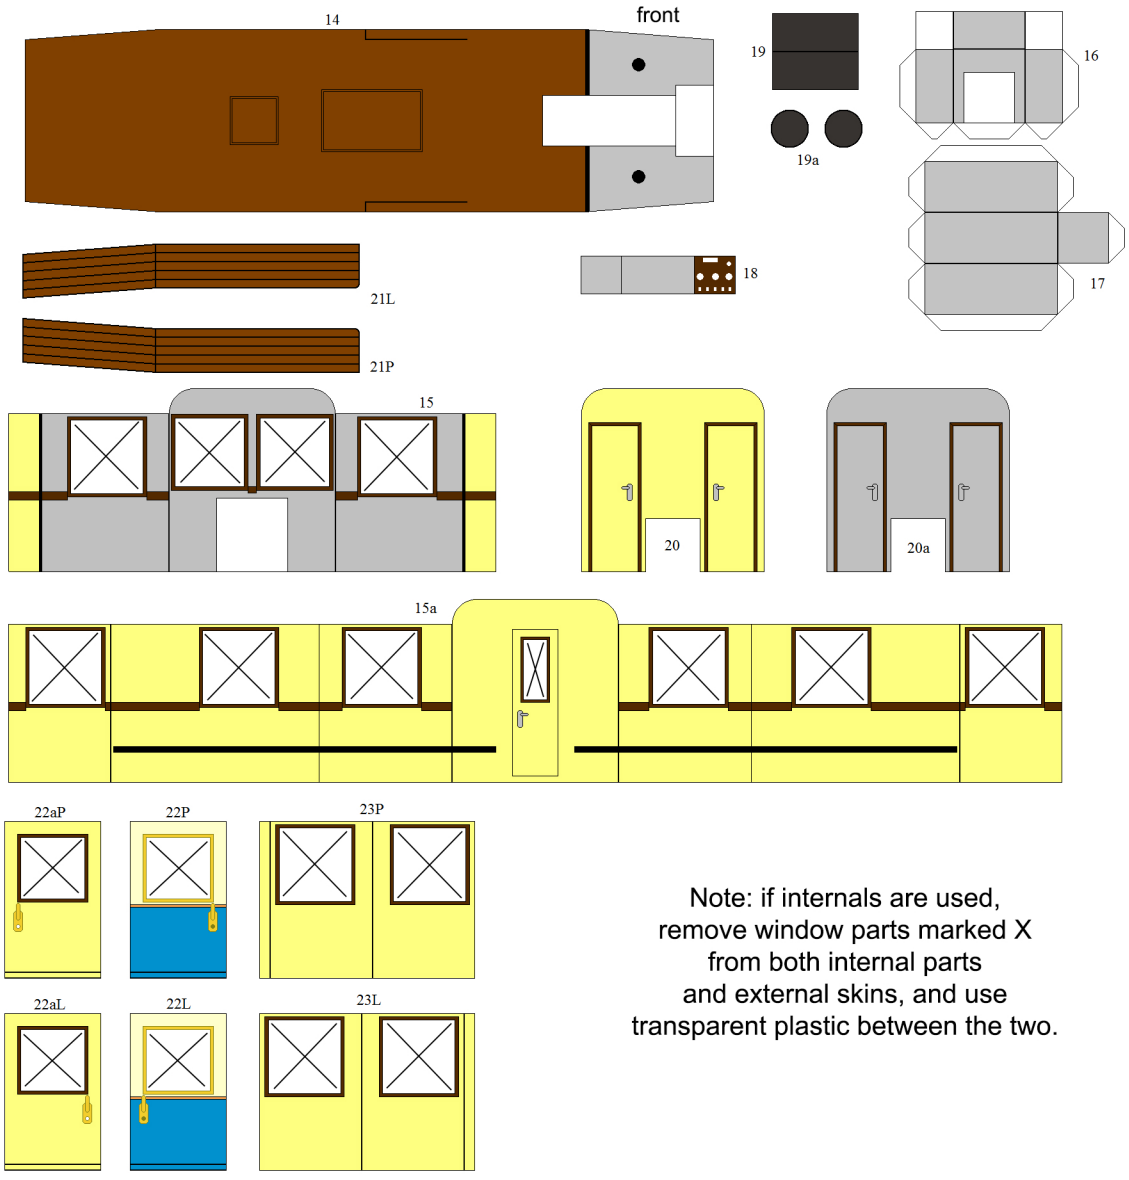 14
front
19
16
19a
17
18
21L
21P
15
20
20a
15a
22aP
22P
23P
Note: if internals are used,
remove window parts marked X
from both internal parts
and external skins, and use
transparent plastic between the two.
22aL
22L
23L